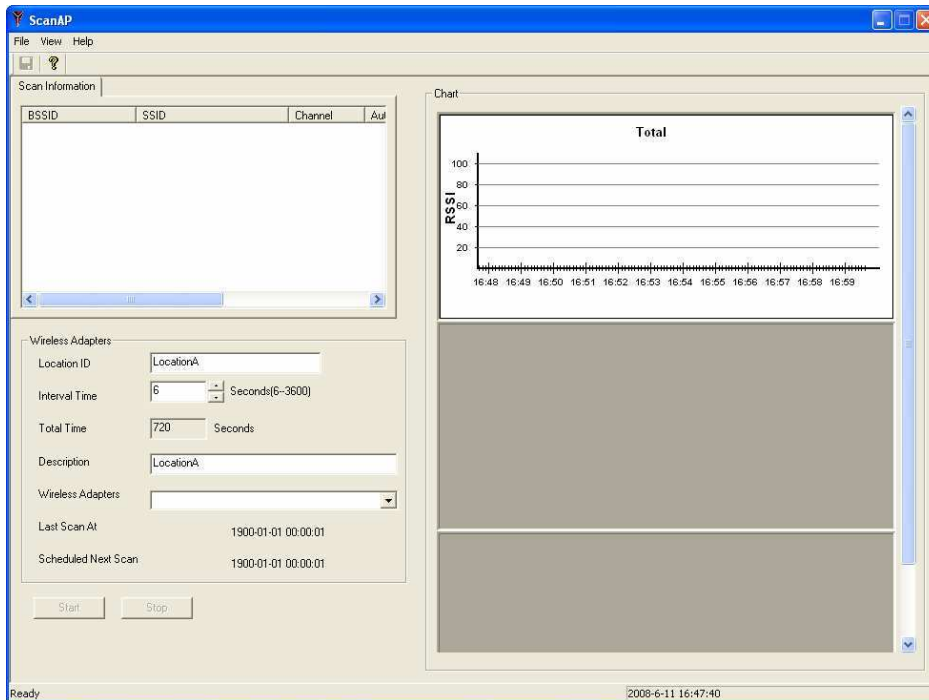 ScanAP
File View Help
Scan Information
BSSID SSID Channel Aut
Chart
Total
RSSI
100
80
60
40
20
16:48 16:49 16:50 16:51 16:52 16:53 16:54 16:55 16:56 16:57 16:58 16:59
Wireless Adapters
Location ID LocationA
Interval Time 6 Seconds(6--3600)
Total Time 720 Seconds
Description LocationA
Wireless Adapters
Last Scan At 1900-01-01 00:00:01
Scheduled Next Scan 1900-01-01 00:00:01
Start Stop
Ready 2008-6-11 16:47:40